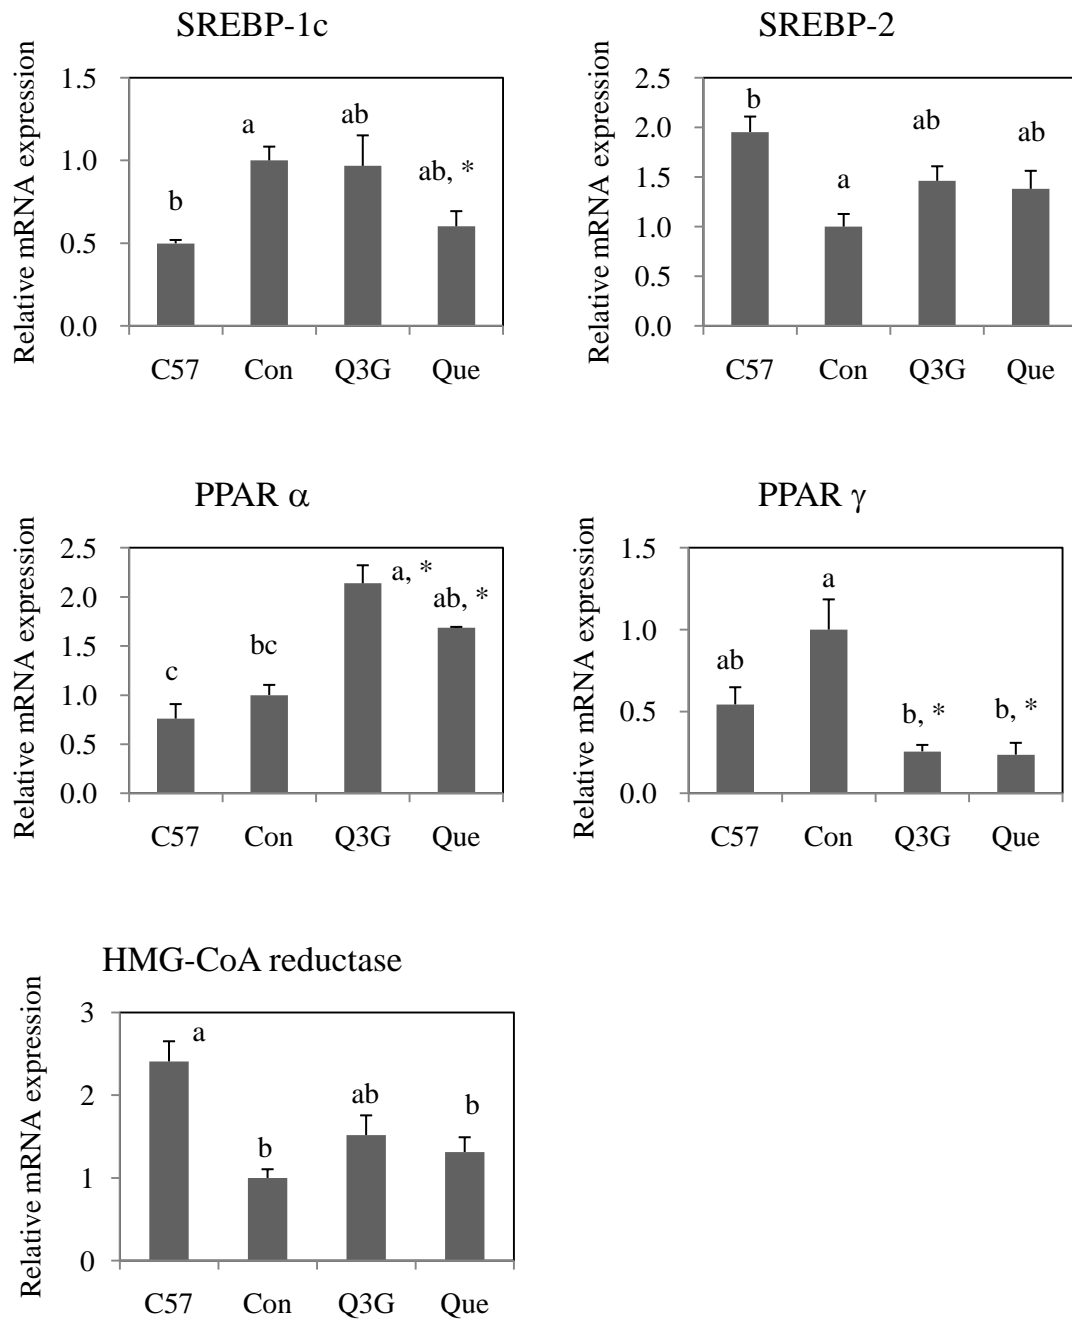 SREBP-1c
Relative mRNA expression
1.5
1.0
0.5
0.0
b
a
ab
ab, *
C57 Con Q3G Que
SREBP-2
Relative mRNA expression
2.5
2.0
1.5
1.0
0.5
0.0
b
a
ab
ab
C57 Con Q3G Que
PPAR α
Relative mRNA expression
2.5
2.0
1.5
1.0
0.5
0.0
c
bc
a, *
ab, *
C57 Con Q3G Que
PPAR γ
Relative mRNA expression
1.5
1.0
0.5
0.0
ab
a
b, *
b, *
C57 Con Q3G Que
HMG-CoA reductase
Relative mRNA expression
3
2
1
0
a
b
ab
b
C57 Con Q3G Que